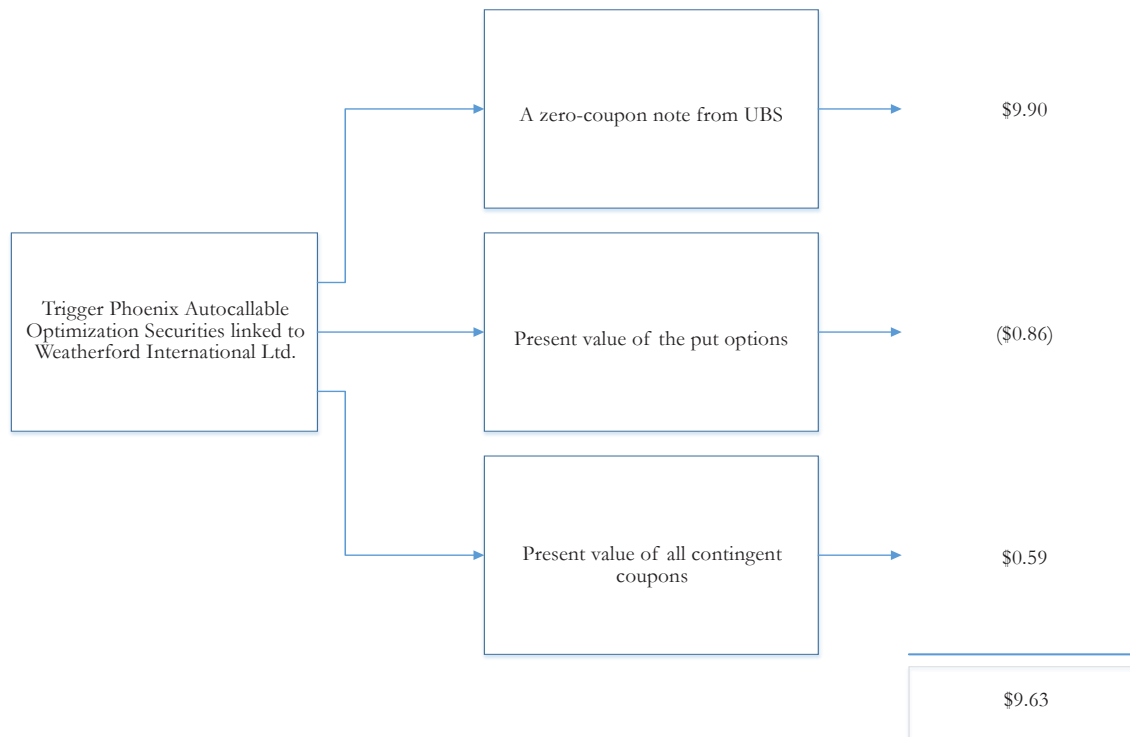 A zero-coupon note from UBS
$9.90
Trigger Phoenix Autocallable
Optimization Securities linked to
Weatherford International Ltd.
Present value of the put options
($0.86)
Present value of all contingent
coupons
$0.59
$9.63